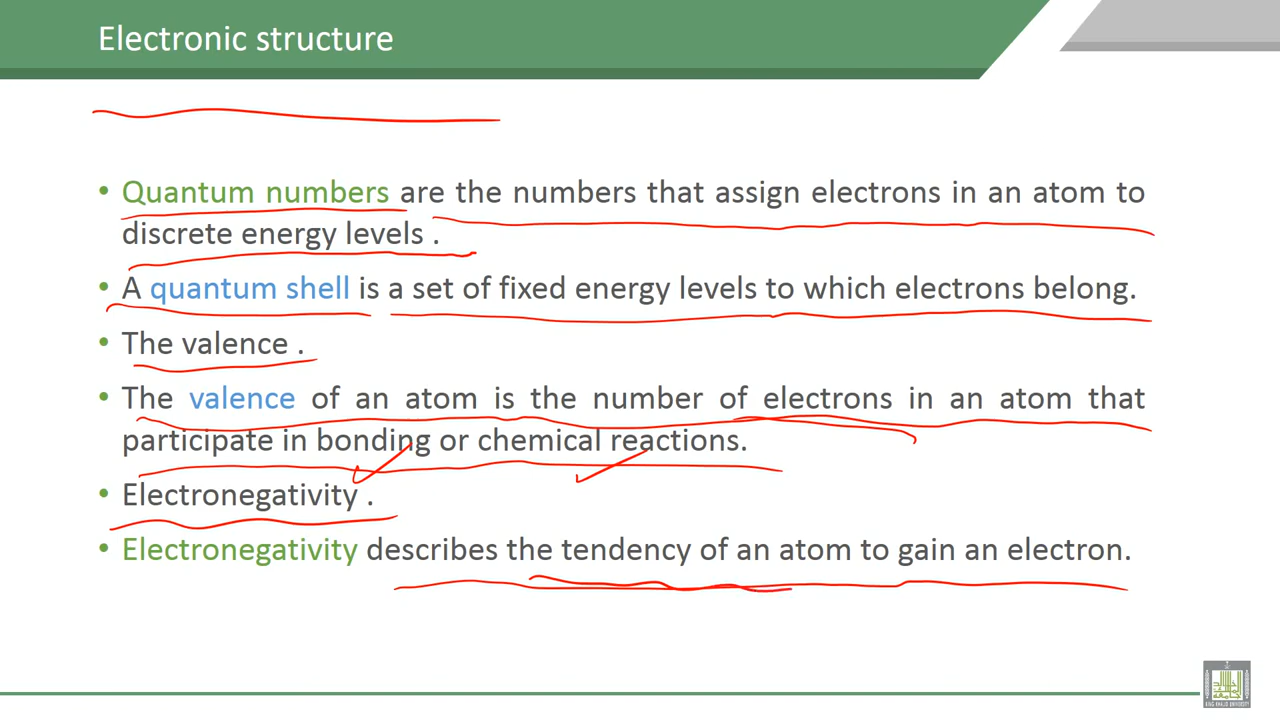 Electronic structure
• Quantum numbers are the numbers that assign electrons in an atom to
discrete energy levels .
• A quantum shell is a set of fixed energy levels to which electrons belong.
• The valence .
• The valence of an atom is the number of electrons in an atom that
participate in bonding or chemical reactions.
• Electronegativity .
• Electronegativity describes the tendency of an atom to gain an electron.
KING KHALID UNIVERSITY